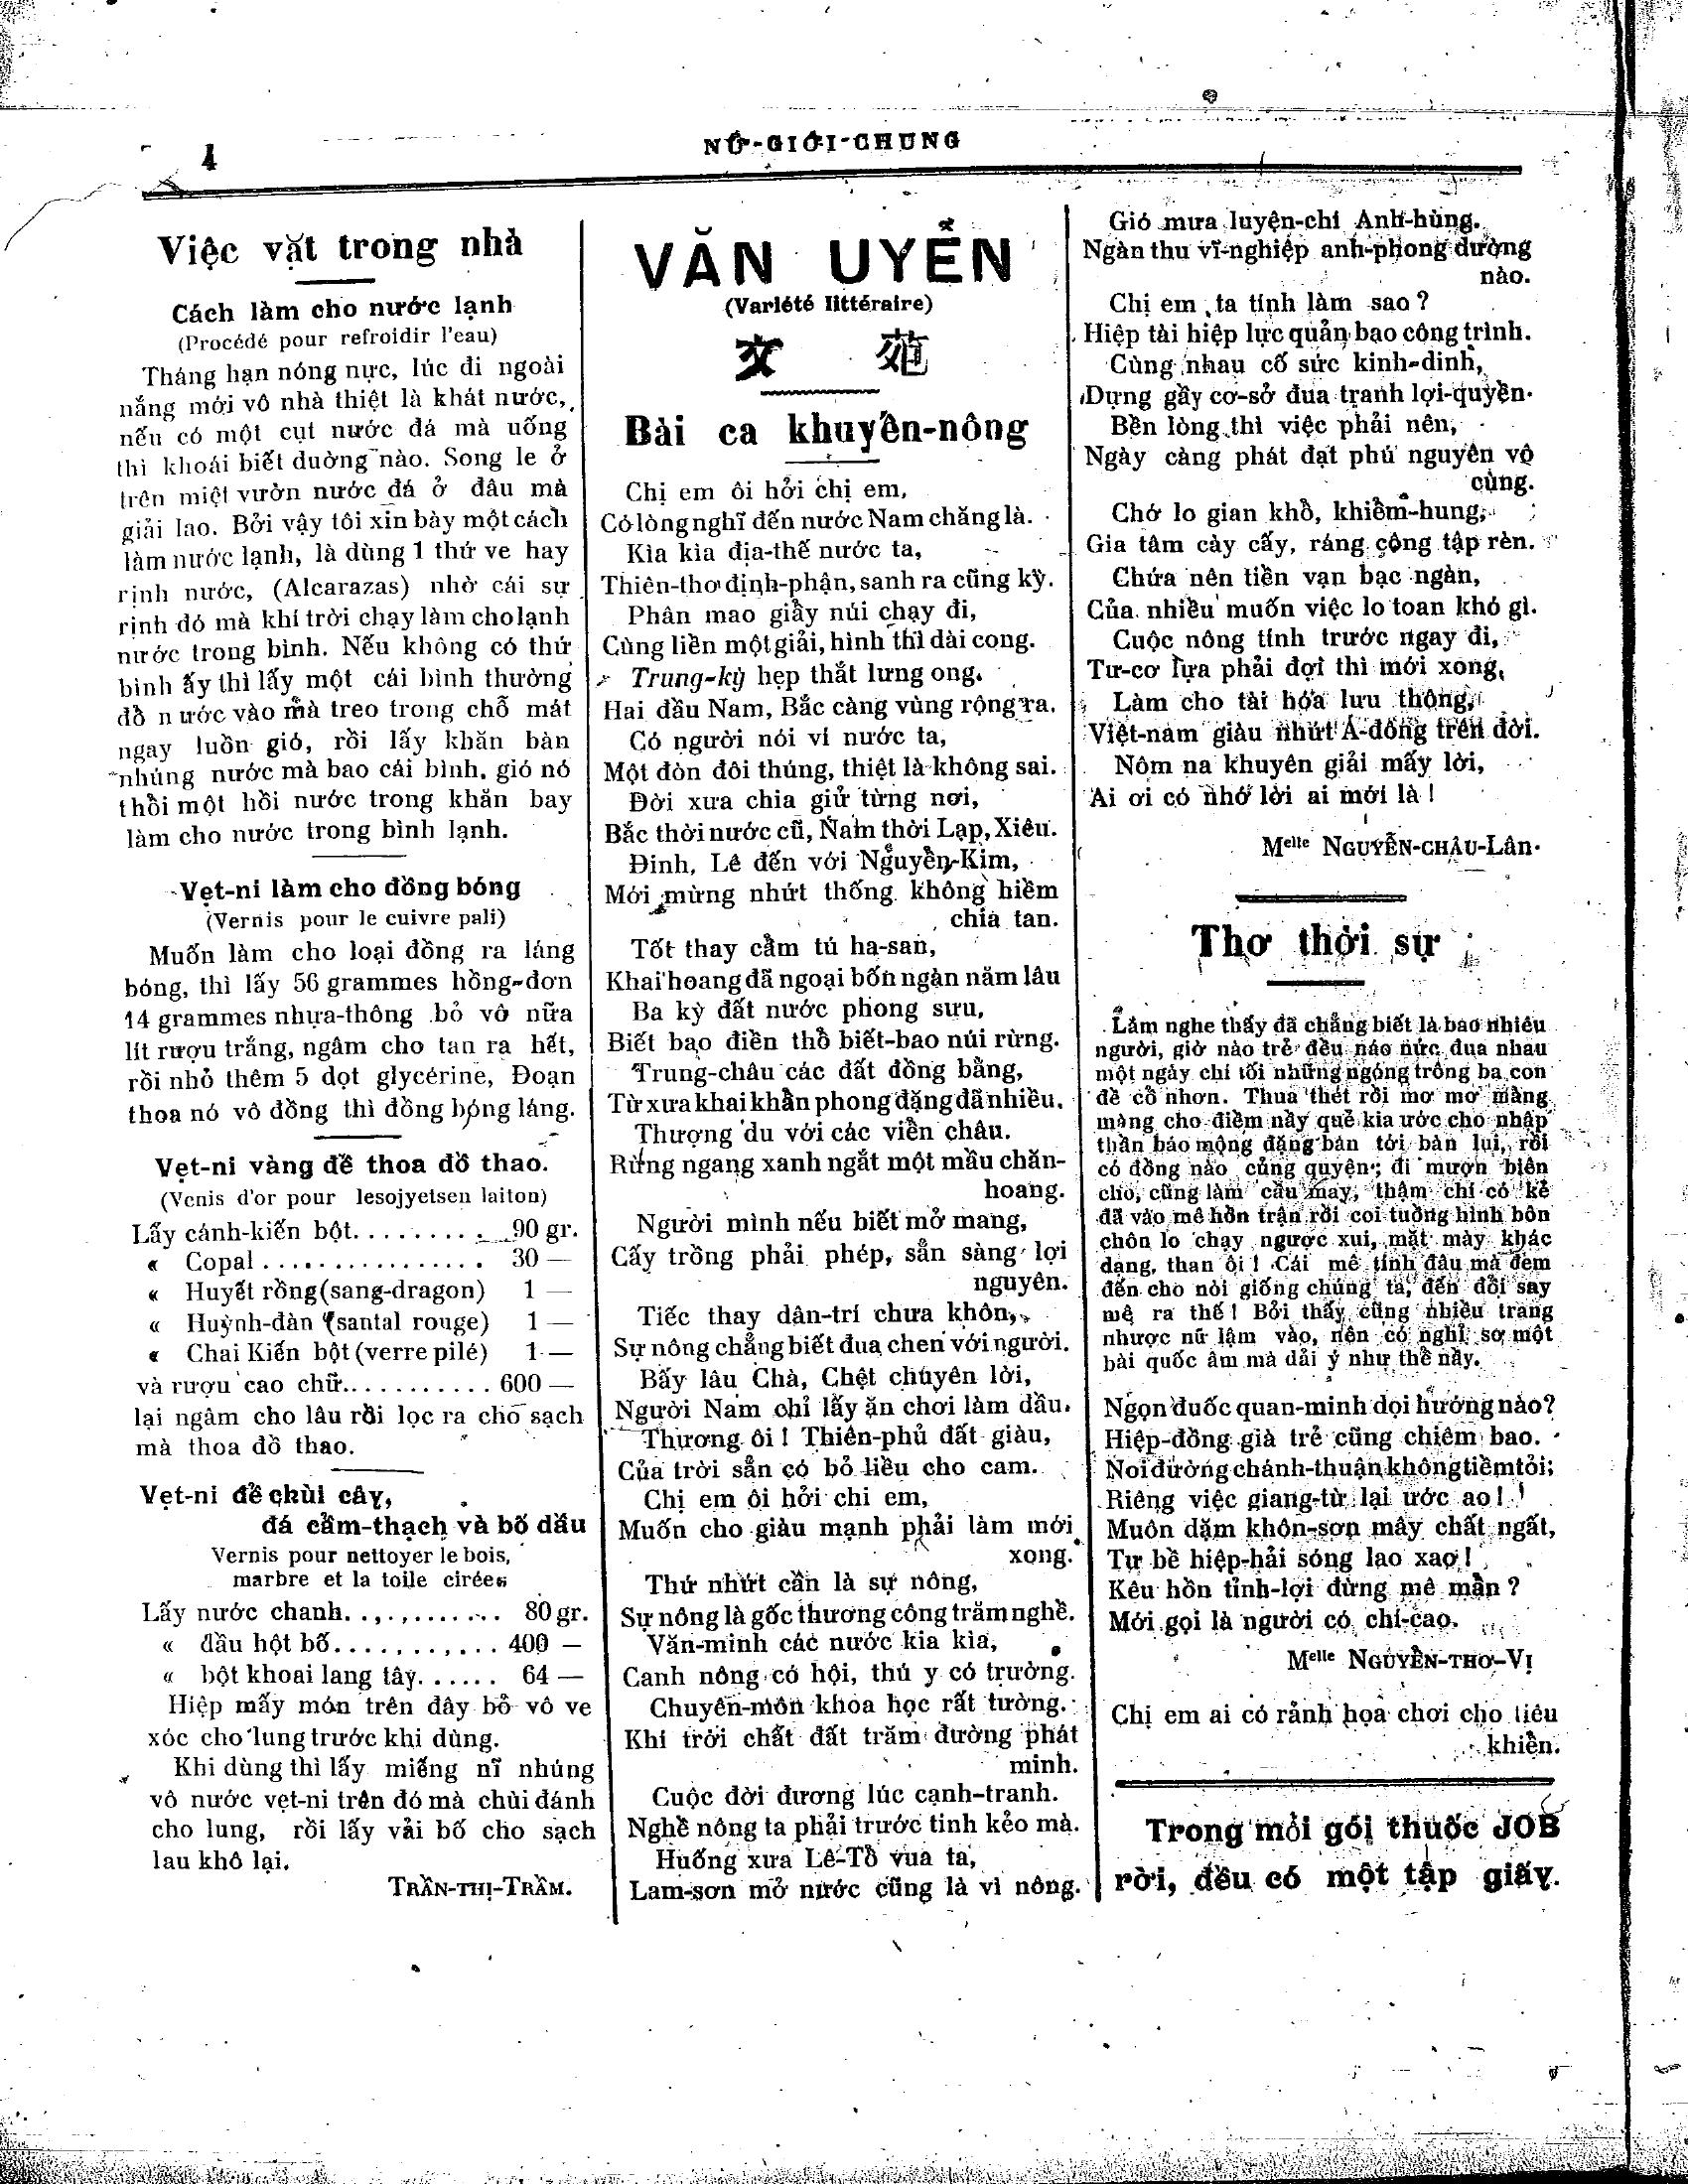 4
NỮ-GIỚI-CHUNG
Việc vặt trong nhà
Cách làm cho nước lạnh
(Procédé pour refroidir l'eau)
Tháng hạn nóng nực, lúc đi ngoài
nắng mới vô nhà thiệt là khát nước,
nếu có một cụt nước đá mà uống
thì khoái biết duờng nào. Song le ở
trên miệt vườn nước đá ở đâu mà
giải lao. Bởi vậy tôi xin bày một cách
làm nước lạnh, là dùng 1 thứ ve hay
rịnh nước, (Alcarazas) nhờ cái sự
rịnh đó mà khí trời chạy làm cho lạnh
nước trong bình. Nếu không có thứ
bình ấy thì lấy một cái bình thường
đổ nước vào mà treo trong chỗ mát
ngay luồn gió, rồi lấy khăn bàn
nhúng nước mà bao cái bình, gió nó
thổi một hồi nước trong khăn bay
làm cho nước trong bình lạnh.
Vẹt-ni làm cho đồng bóng
(Vernis pour le cuivre pali)
Muốn làm cho loại đồng ra láng
bóng, thì lấy 56 grammes hồng-đơn
14 grammes nhựa-thông bỏ vô nữa
lít rượu trắng, ngâm cho tan ra hết,
rồi nhỏ thêm 5 dọt glycérine, Đoạn
thoa nó vô đồng thì đồng bóng láng.
Vẹt-ni vàng để thoa đồ thao.
(Venis d'or pour lesojyetsen laiton)
Lấy cánh-kiến bột......... 90 gr.
« Copal................ 30 —
« Huyết rồng (sang-dragon) 1 —
« Huỳnh-đàn (santal rouge) 1 —
« Chai Kiến bột (verre pilé) 1 —
và rượu cao chữ........... 600 —
lại ngâm cho lâu rồi lọc ra cho sạch
mà thoa đồ thao.
Vẹt-ni để chùi cây,
đá cẩm-thạch và bố dầu
Vernis pour nettoyer le bois,
marbre et la toile cirées
Lấy nước chanh............ 80 gr.
« dầu hột bố........... 400 —
« bột khoai lang tây...... 64 —
Hiệp mấy món trên đây bỏ vô ve
xóc cho lung trước khi dùng.
Khi dùng thì lấy miếng nĩ nhúng
vô nước vẹt-ni trên đó mà chùi đánh
cho lung, rồi lấy vải bố cho sạch
lau khô lại.
TRẦN-THỊ-TRẦM.
VĂN UYỂN
(Variété littéraire)
文 苑
Bài ca khuyến-nông
Chị em ôi hởi chị em,
Có lòng nghĩ đến nước Nam chăng là.
Kìa kìa địa-thế nước ta,
Thiên-thơ định-phận, sanh ra cũng kỳ.
Phân mao giẫy núi chạy đi,
Cùng liền một giải, hình thì dài cong.
Trung-kỳ hẹp thắt lưng ong.
Hai đầu Nam, Bắc càng vùng rộng ra.
Có người nói ví nước ta,
Một đòn đôi thúng, thiệt là không sai.
Đời xưa chia giữ từng nơi,
Bắc thời nước cũ, Nam thời Lạp, Xiêu.
Đinh, Lê đến với Nguyễn-Kim,
Mới mừng nhứt thống không hiềm
chia tan.
Tốt thay cẩm tú ha-san,
Khai hoang đã ngoại bốn ngàn năm lâu
Ba kỳ đất nước phong sưu,
Biết bao điền thổ biết-bao núi rừng.
Trung-châu các đất đồng bằng,
Từ xưa khai khẩn phong đặng đã nhiều.
Thượng du với các viễn châu.
Rừng ngang xanh ngắt một mầu chăn-
hoang.
Người mình nếu biết mở mang,
Cấy trồng phải phép, sẵn sàng lợi
nguyên.
Tiếc thay dân-trí chưa khôn,
Sự nông chẳng biết đua chen với người.
Bấy lâu Chà, Chệt chuyên lời,
Người Nam chỉ lấy ăn chơi làm dầu.
Thương ôi! Thiên-phủ đất giàu,
Của trời sẵn có bỏ liều cho cam.
Chị em ôi hởi chi em,
Muốn cho giàu mạnh phải làm mới
xong.
Thứ nhứt cần là sự nông,
Sự nông là gốc thương công trăm nghề.
Văn-minh các nước kia kìa,
Canh nông có hội, thú y có trường.
Chuyên-môn khoa học rất tường.
Khí trời chất đất trăm đường phát
minh.
Cuộc đời đương lúc cạnh-tranh.
Nghề nông ta phải trước tinh kẻo mà.
Huống xưa Lê-Tổ vua ta,
Lam-sơn mở nước cũng là vì nông.
Gió mưa luyện-chí Anh-hùng.
Ngàn thu vĩ-nghiệp anh-phong dường
nào.
Chị em ta tính làm sao?
Hiệp tài hiệp lực quản bao công trình.
Cùng nhau cố sức kinh-dinh,
Dựng gầy cơ-sở đua tranh lợi-quyền.
Bền lòng thì việc phải nên,
Ngày càng phát đạt phú nguyên vô
cùng.
Chớ lo gian khổ, khiêm-hung,
Gia tâm cày cấy, ráng công tập rèn.
Chứa nên tiền vạn bạc ngàn,
Của nhiều muốn việc lo toan khó gì.
Cuộc nông tính trước ngay đi,
Tư-cơ lựa phải đợi thì mới xong,
Làm cho tài hóa lưu thông,
Việt-nam giàu nhứt Á-đông trên đời.
Nôm na khuyên giải mấy lời,
Ai ơi có nhớ lời ai mới là!
Melle NGUYỄN-CHÂU-Lân.
Thơ thời sự
Lắm nghe thấy đã chẳng biết là bao nhiêu
người, giờ nào trẻ đều náo nức đua nhau
một ngày chí tối những ngóng trông ba con
đề cổ nhơn. Thua thét rồi mơ mơ màng
màng cho điềm nầy quẻ kia ước cho nhập
thần báo mộng đặng bàn tới bàn lui, rồi
có đồng nào củng quyện; đi mượn biên
cho, cũng làm cầu may, thậm chí có kẻ
đã vào mê hồn trận rồi coi tuồng hình bôn
chôn lo chạy ngược xui, mặt mày khác
dạng, than ôi! Cái mê tính đâu mà đem
đến cho nòi giống chúng ta, đến đổi say
mê ra thế! Bởi thấy cũng nhiều trang
nhược nữ lậm vào, nên có nghỉ sơ một
bài quốc âm mà dải ý như thế nầy.
Ngọn đuốc quan-minh dọi hướng nào?
Hiệp-đồng già trẻ cũng chiêm bao.
Noi đường chánh-thuận không tiềm tỏi;
Riêng việc giang-từ lại ước ao!
Muôn dặm khôn-sơn mây chất ngất,
Tự bề hiệp-hải sóng lao xao!
Kêu hồn tỉnh-lợi đừng mê mẩn?
Mới gọi là người có chí-cao.
Melle NGUYỄN-THƠ-VỊ
Chị em ai có rảnh họa chơi cho tiêu
khiển.
Trong mỏi gói thuốc JOB
rời, đều có một tập giấy.